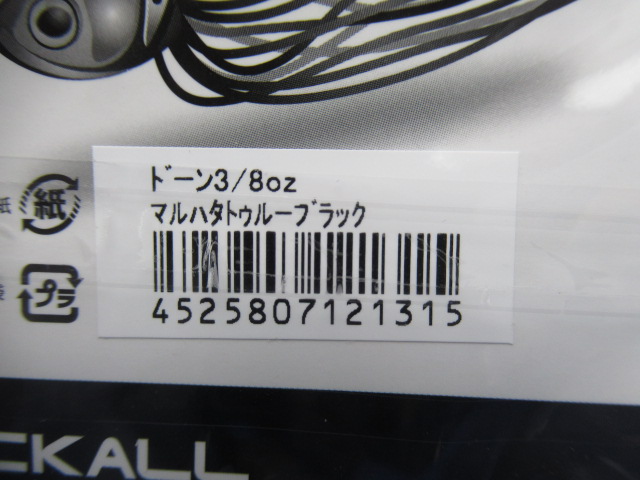 ドーン3/8oz
マルハタトゥルーブラック
4525807121315
紙
プラ
CKALL